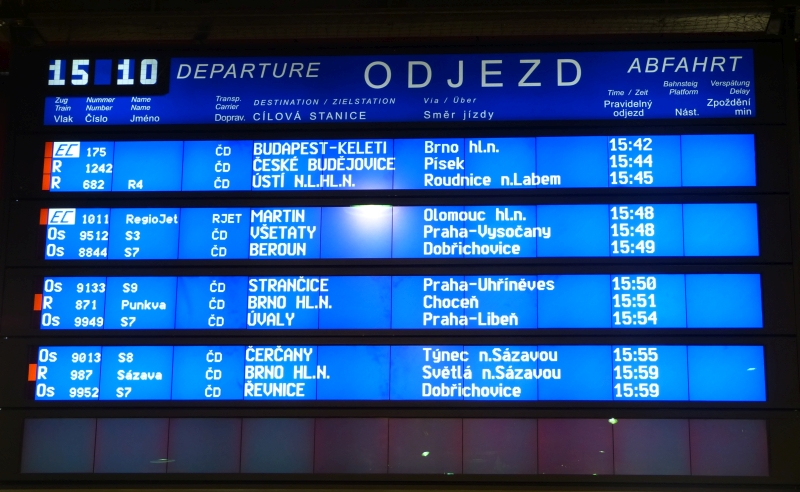 15 10 DEPARTURE ODJEZD ABFAHRT
Zug Nummer Name Transp. DESTINATION / ZIELSTATION Via / Über Time / Zeit Bahnsteig Verspätung
Train Number Name Carrier Platform Delay
Vlak Číslo Jméno Doprav. CÍLOVÁ STANICE Směr jízdy Pravidelný odjezd Nást. Zpoždění min
EC 175 ČD BUDAPEST-KELETI Brno hl.n. 15:42
R 1242 ČD ČESKÉ BUDĚJOVICE Písek 15:44
R 682 R4 ČD ÚSTÍ N.L.HL.N. Roudnice n.Labem 15:45
EC 1011 RegioJet RJET MARTIN Olomouc hl.n. 15:48
Os 9512 S3 ČD VŠETATY Praha-Vysočany 15:48
Os 8844 S7 ČD BEROUN Dobřichovice 15:49
Os 9133 S9 ČD STRANČICE Praha-Uhříněves 15:50
R 871 Punkva ČD BRNO HL.N. Choceň 15:51
Os 9949 S7 ČD ÚVALY Praha-Libeň 15:54
Os 9013 S8 ČD ČERČANY Týnec n.Sázavou 15:55
R 987 Sázava ČD BRNO HL.N. Světlá n.Sázavou 15:59
Os 9952 S7 ČD ŘEVNICE Dobřichovice 15:59